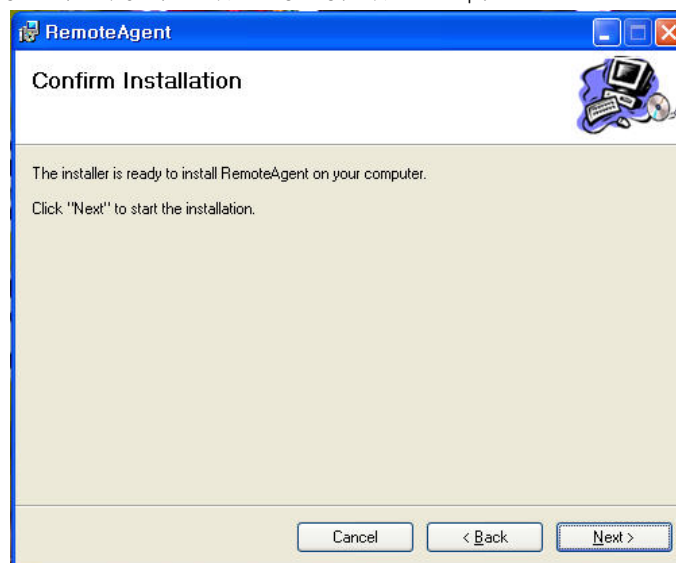 RemoteAgent
Confirm Installation
The installer is ready to install RemoteAgent on your computer.
Click "Next" to start the installation.
Cancel
< Back
Next >